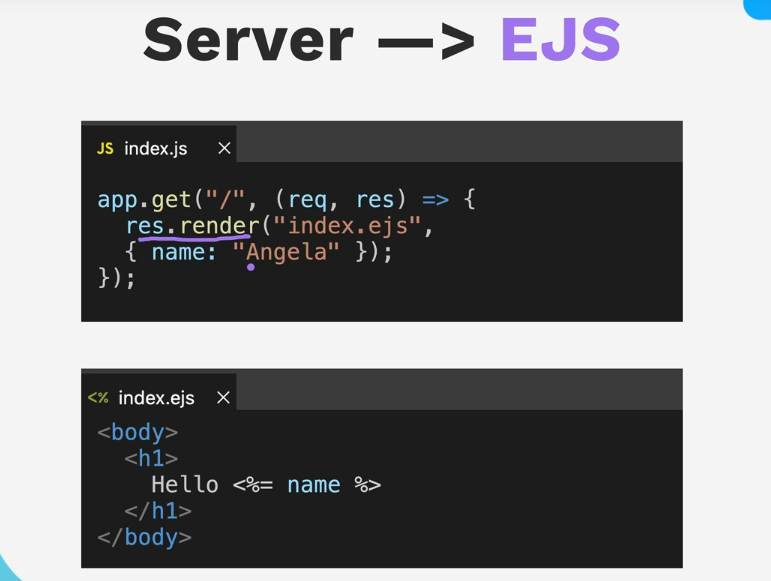 Server —> EJS
JS index.js ×
app.get("/", (req, res) => {
res.render("index.ejs",
{ name: "Angela" });
});
<% index.ejs ×
<body>
<h1>
Hello <%= name %>
</h1>
</body>